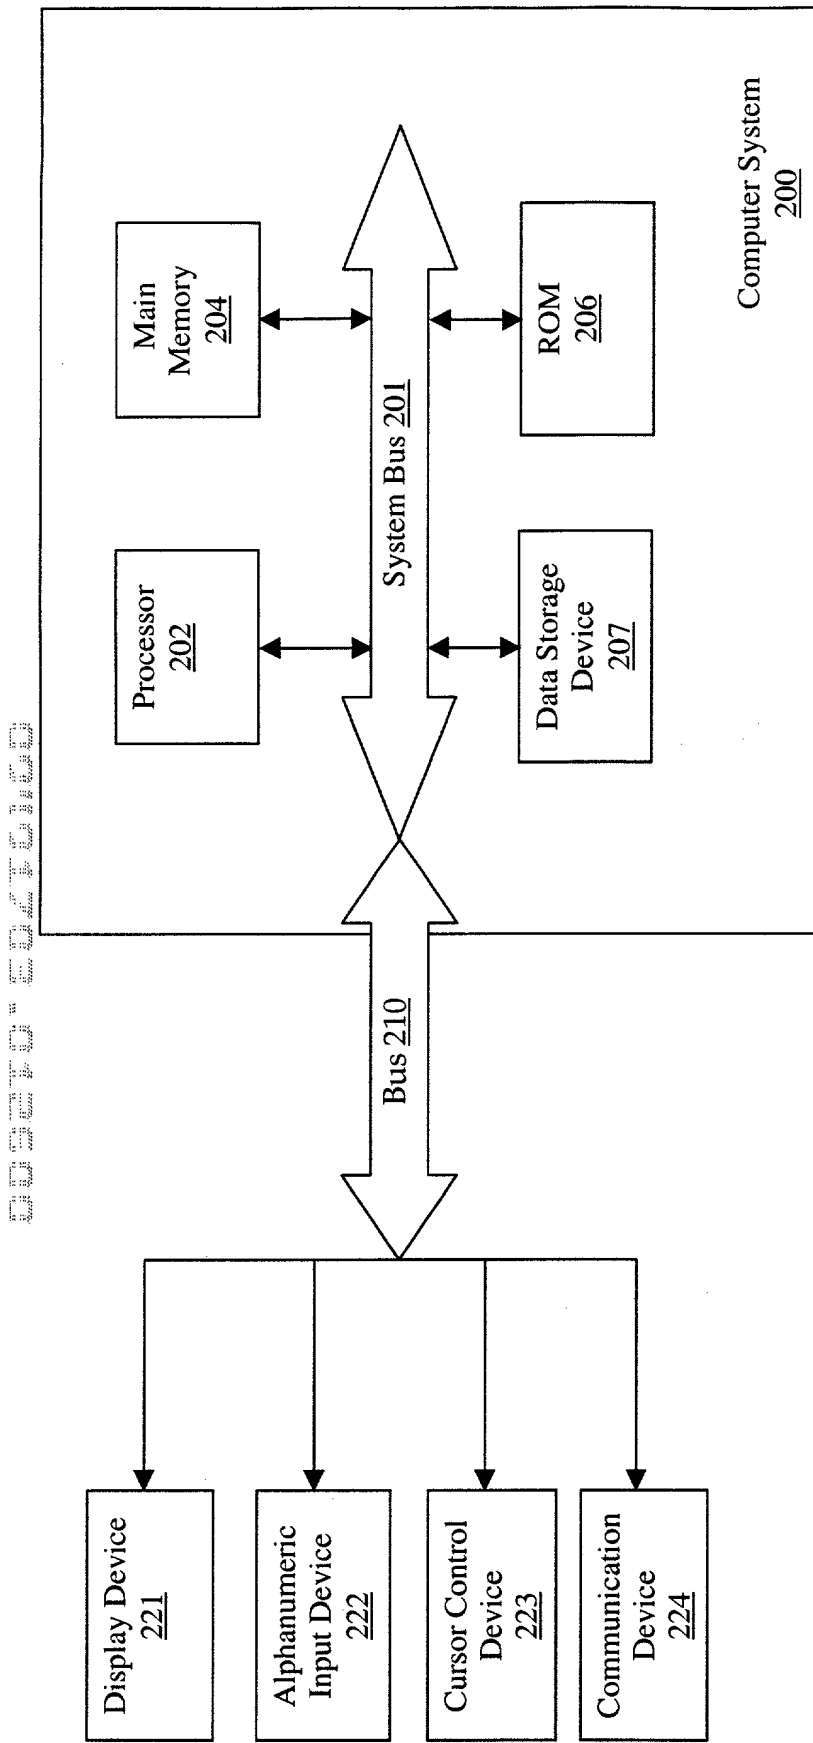 Display Device
221
Alphanumeric
Input Device
222
Cursor Control
Device
223
Communication
Device
224
Bus 210
Processor
202
Main
Memory
204
System Bus 201
Data Storage
Device
207
ROM
206
Computer System
200